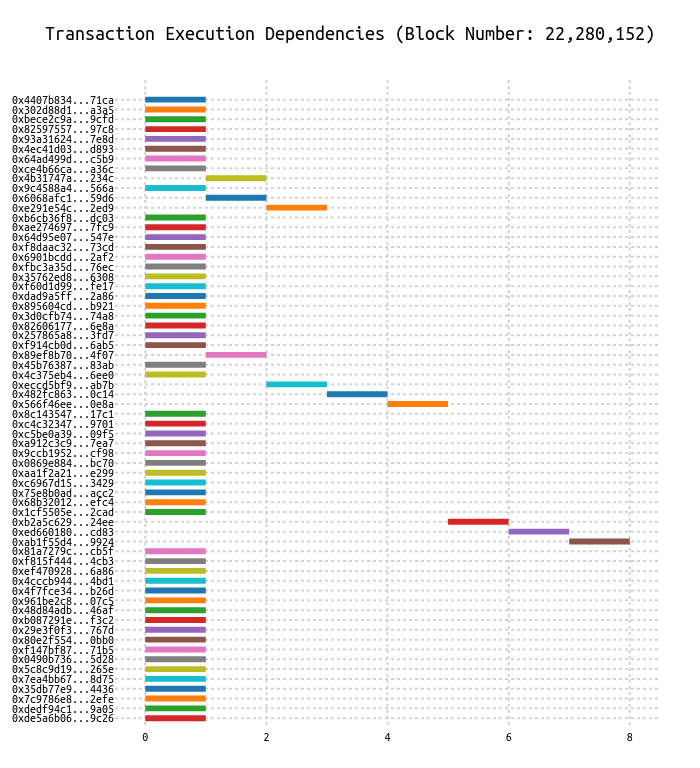 Transaction Execution Dependencies (Block Number: 22,280,152)
0x4407b834...71ca
0x302d88d1...a3a5
0xbece2c9a...9cfd
0x82597557...97c8
0x93a31624...7e8d
0x4ec41d03...d893
0x64ad499d...c5b9
0xce4b66ca...a36c
0x4b31747a...234c
0x9c4588a4...566a
0x6068afc1...59d6
0xe291e54c...2ed9
0xb6cb36f8...dc03
0xae274697...7fc9
0x64d95e07...547e
0xf8daac32...73cd
0x6901bcdd...2af2
0xfbc3a35d...76ec
0x35762ed8...6308
0xf60d1d99...fe17
0xdad9a5ff...2a86
0x895604cd...b921
0x3d0cfb74...74a8
0x82606177...6e8a
0x257865a8...3fd7
0xf914cb0d...6ab5
0x89ef8b70...4f07
0x45b76387...83ab
0x4c375eb4...6ee0
0xeccd5bf9...ab7b
0x482fc863...0c14
0x566f46ee...0e8a
0x8c143547...17c1
0xc4c32347...9701
0xc5be0a39...09f5
0xa912c3c9...7ea7
0x9ccb1952...cf98
0x0869e884...bc70
0xaa1f2a21...e299
0xc6967d15...3429
0x75e8b0ad...acc2
0x68b32012...efc4
0x1cf5505e...2cad
0xb2a5c629...24ee
0xed660180...cd83
0xab1f55d4...9924
0x81a7279c...cb5f
0xf815f444...4cb3
0xef470928...6a86
0x4cccb944...4bd1
0x4f7fce34...b26d
0x961be2c8...07c5
0x48d84adb...46af
0xb087291e...f3c2
0x29e3f0f3...767d
0x80e2f554...0bb0
0xf147bf87...71b5
0x0490b736...5d28
0x5c8c9d19...265e
0x7ea4bb67...8d75
0x35db77e9...4436
0x7c9786e8...2efe
0xdedf94c1...9a05
0xde5a6b06...9c26
0 2 4 6 8